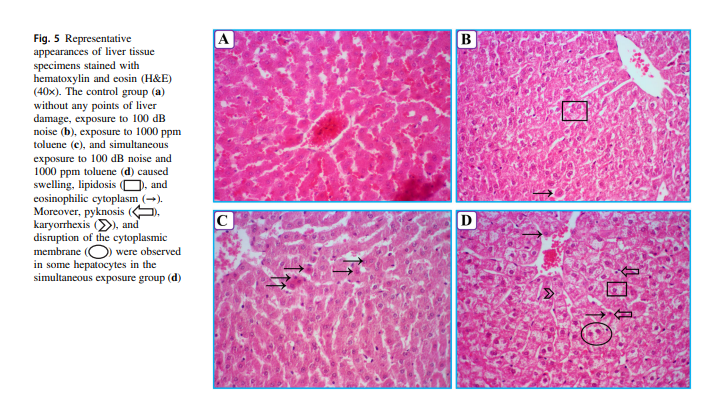 Fig. 5 Representative
appearances of liver tissue
specimens stained with
hematoxylin and eosin (H&E)
(40×). The control group (a)
without any points of liver
damage, exposure to 100 dB
noise (b), exposure to 1000 ppm
toluene (c), and simultaneous
exposure to 100 dB noise and
1000 ppm toluene (d) caused
swelling, lipidosis (▭), and
eosinophilic cytoplasm (→).
Moreover, pyknosis (⇦),
karyorrhexis (⮞), and
disruption of the cytoplasmic
membrane (◯) were observed
in some hepatocytes in the
simultaneous exposure group (d)
A
B
C
D